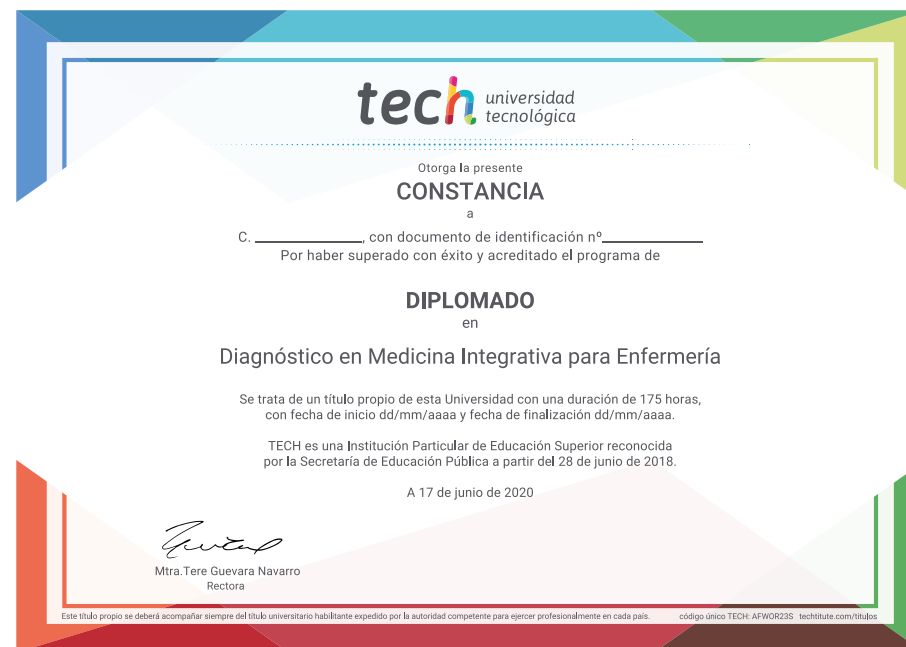 tech universidad
tecnológica
Otorga la presente
CONSTANCIA
a
C. ____________, con documento de identificación nº____________
Por haber superado con éxito y acreditado el programa de
DIPLOMADO
en
Diagnóstico en Medicina Integrativa para Enfermería
Se trata de un título propio de esta Universidad con una duración de 175 horas,
con fecha de inicio dd/mm/aaaa y fecha de finalización dd/mm/aaaa.
TECH es una Institución Particular de Educación Superior reconocida
por la Secretaría de Educación Pública a partir del 28 de junio de 2018.
A 17 de junio de 2020
Mtra.Tere Guevara Navarro
Rectora
Este título propio se deberá acompañar siempre del título universitario habilitante expedido por la autoridad competente para ejercer profesionalmente en cada país. código único TECH: AFWOR23S techtitute.com/titulos